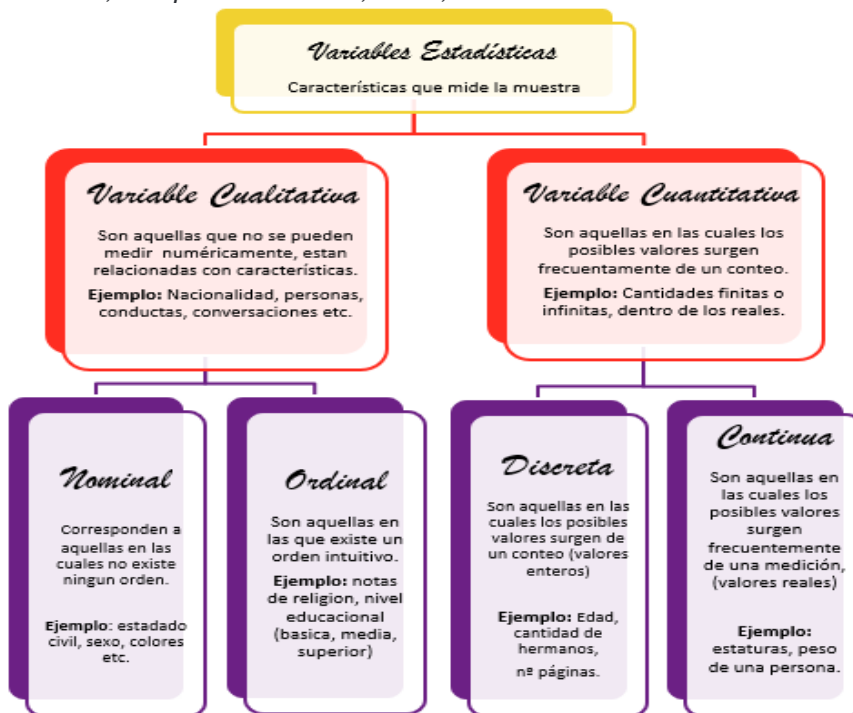 Variables Estadísticas
Características que mide la muestra
Variable Cualitativa
Son aquellas que no se pueden
medir numéricamente, estan
relacionadas con características.
Ejemplo: Nacionalidad, personas,
conductas, conversaciones etc.
Variable Cuantitativa
Son aquellas en las cuales los
posibles valores surgen
frecuentamente de un conteo.
Ejemplo: Cantidades finitas o
infinitas, dentro de los reales.
Nominal
Corresponden a
aquellas en las
cuales no existe
ningun orden.
Ejemplo: estadado
civil, sexo, colores
etc.
Ordinal
Son aquellas en
las que existe un
orden intuitivo.
Ejemplo: notas
de religion, nivel
educacional
(basica, media,
superior)
Discreta
Son aquellas en las
cuales los posibles
valores surgen de
un conteo (valores
enteros)
Ejemplo: Edad,
cantidad de
hermanos,
nº páginas.
Continua
Son aquellas en
las cuales los
posibles valores
surgen
frecuentemente
de una medición,
(valores reales)
Ejemplo:
estaturas, peso
de una persona.